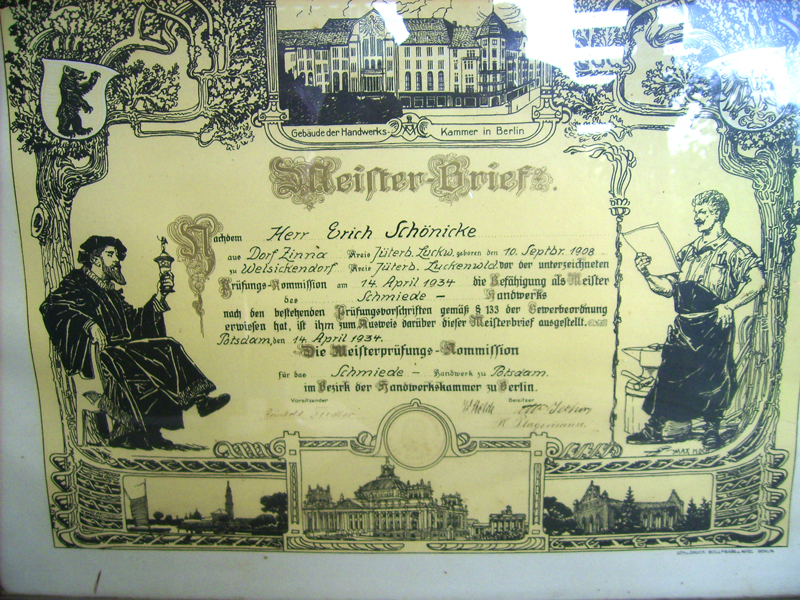 Gebäude der Handwerks-Kammer in Berlin
Meister-Brief.
Nachdem Herr Erich Schönicke
aus Dorf Zinna Kreis Jüterb. Luckw. geboren den 10. Septbr. 1908
zu Welsickendorf Kreis Jüterb. Luckenwld vor der unterzeichneten
Prüfungs-Kommission am 14. April 1934 die Befähigung als Meister
des Schmiede - Handwerks
nach den bestehenden Prüfungsvorschriften gemäß § 133 der Gewerbeordnung
erwiesen hat, ist ihm zum Ausweis darüber dieser Meisterbrief ausgestellt.
Potsdam, den 14. April 1934.
Die Meisterprüfungs-Kommission
für das Schmiede - Handwerk zu Potsdam.
im Bezirk der Handwerkskammer zu Berlin.
Vorsitzender Beisitzer